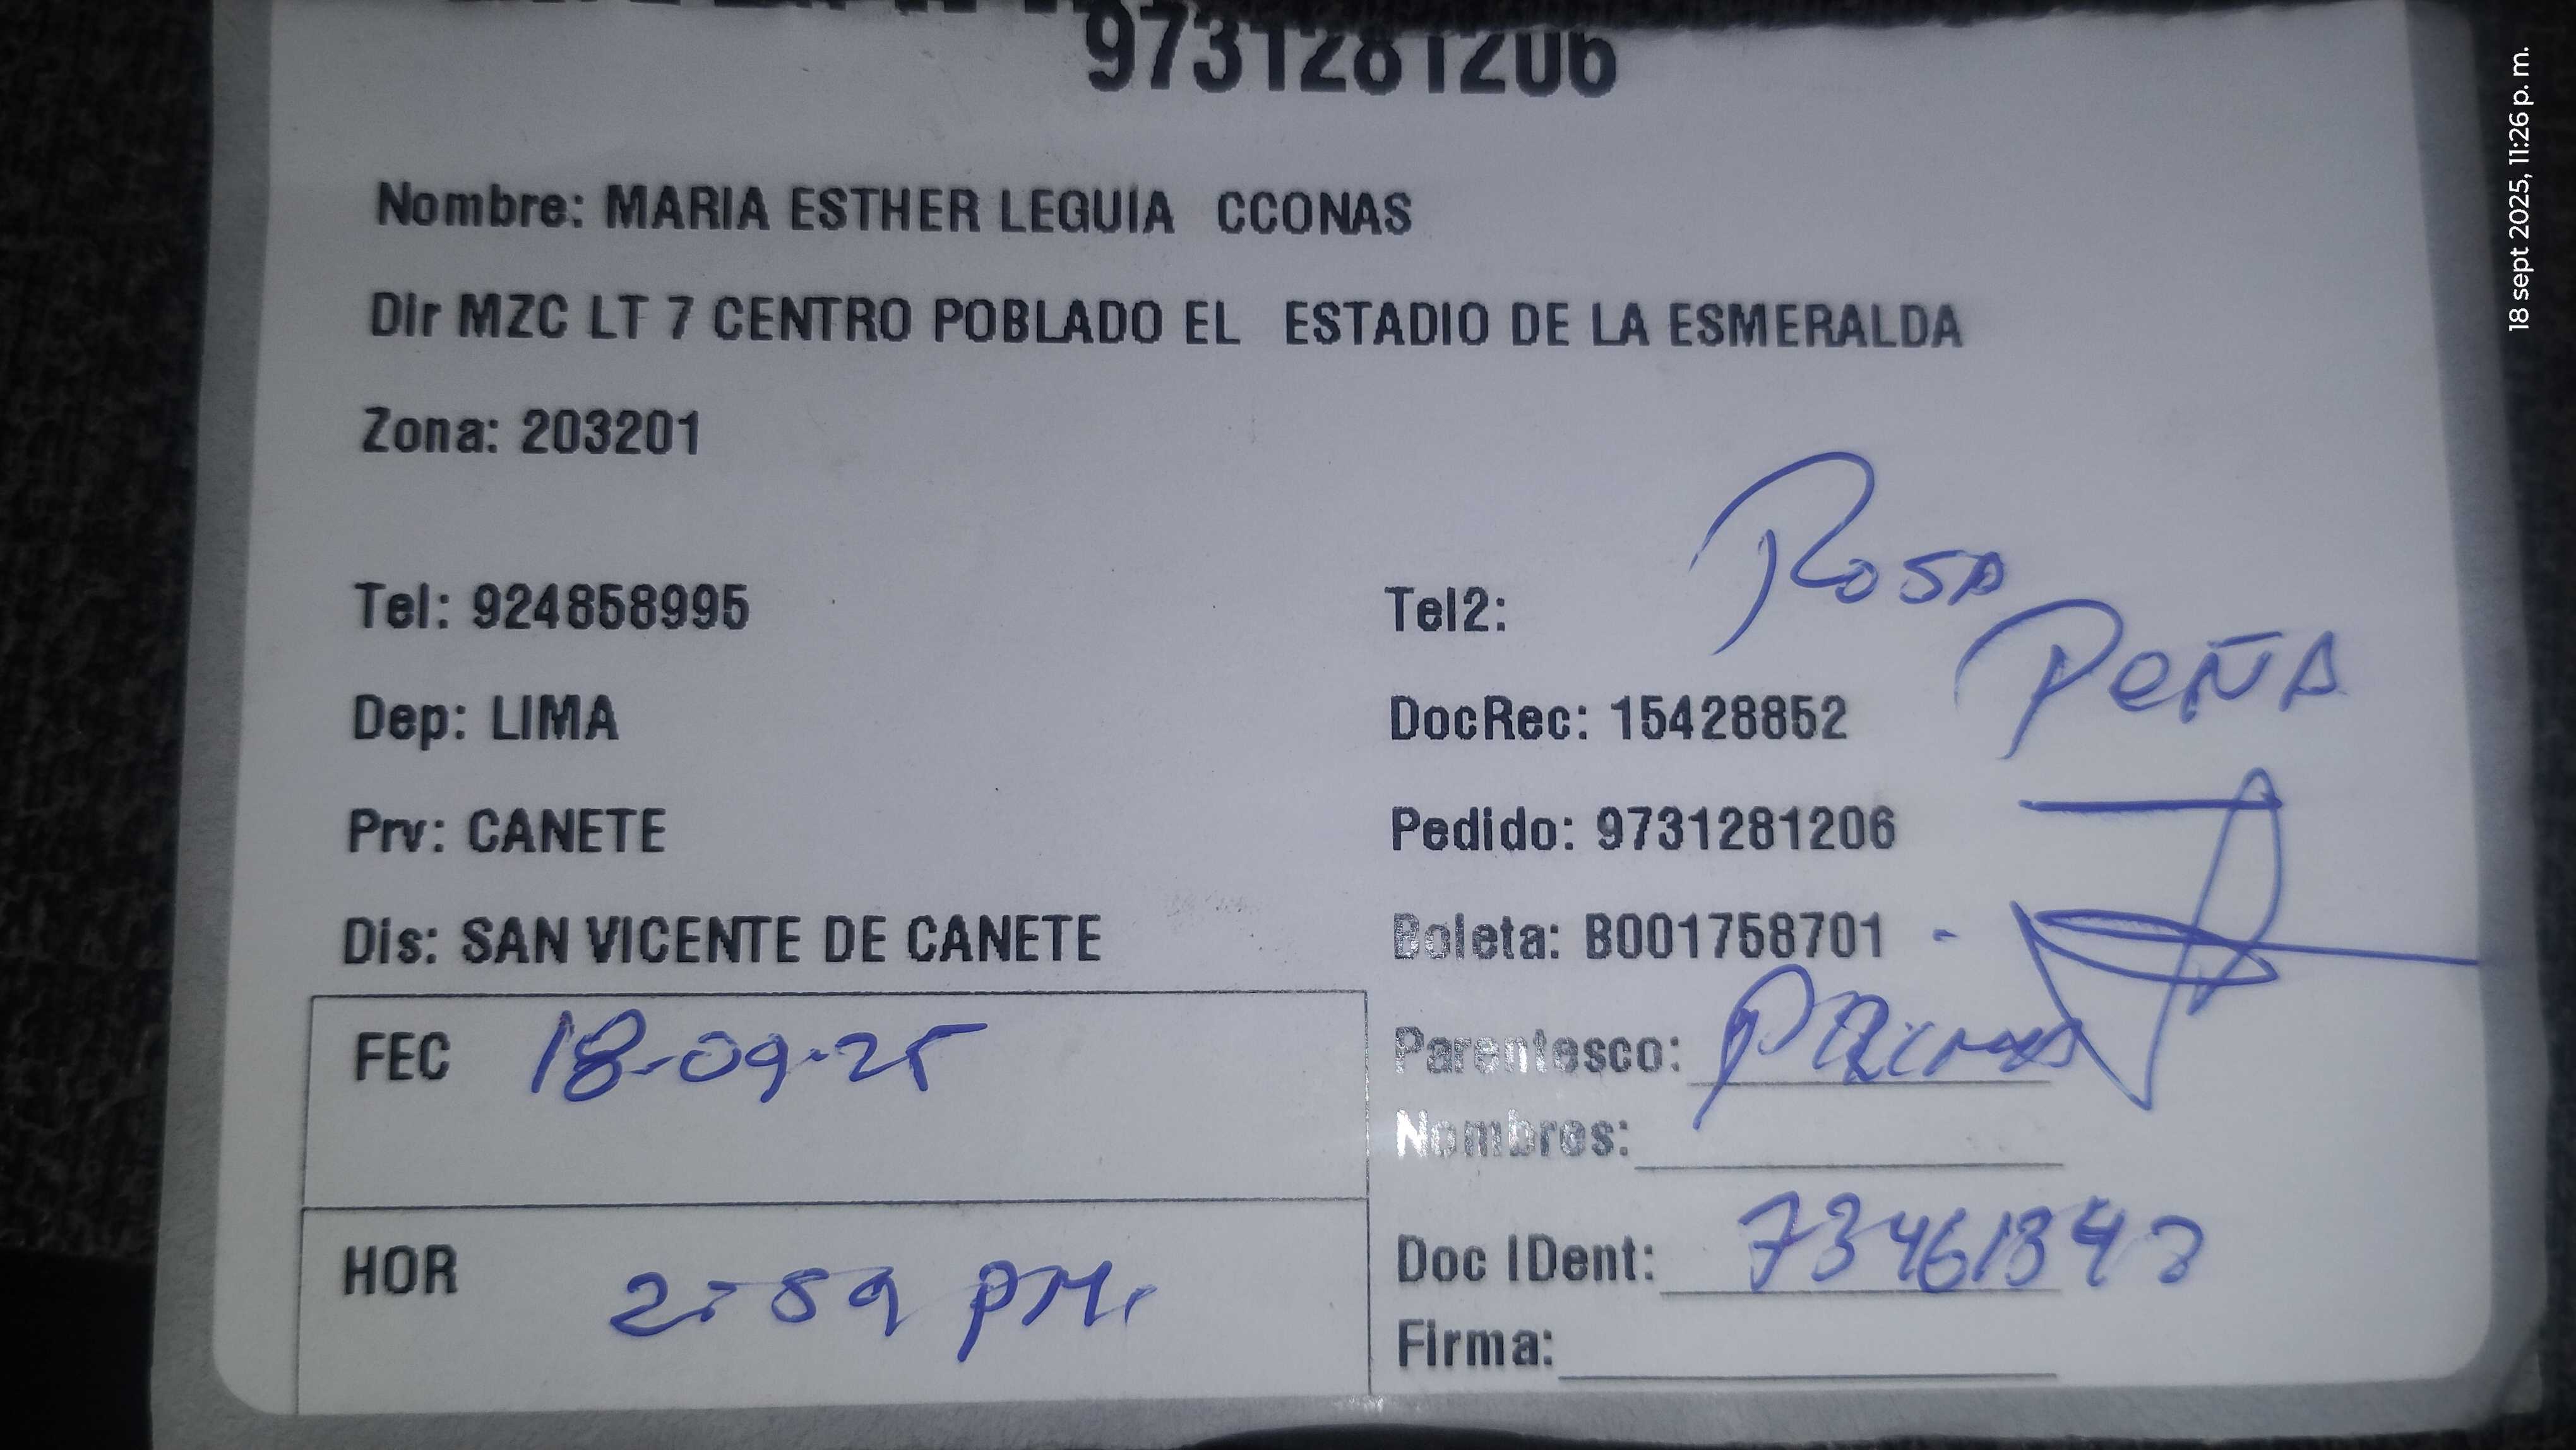 9731281206
Nombre: MARIA ESTHER LEGUIA CCONAS
Dir MZC LT 7 CENTRO POBLADO EL ESTADIO DE LA ESMERALDA
Zona: 203201
Rosa
Peña
Tel: 924858995
Tel2:
Dep: LIMA
DocRec: 15428852
Prv: CANETE
Pedido: 9731281206
Dis: SAN VICENTE DE CANETE
Boleta: B001758701 -
FEC 18-09-25
Parentesco: Prima
Nombres:
HOR 2:59 PM.
Doc IDent: 73461343
Firma:
18 sept 2025, 11:26 p. m.